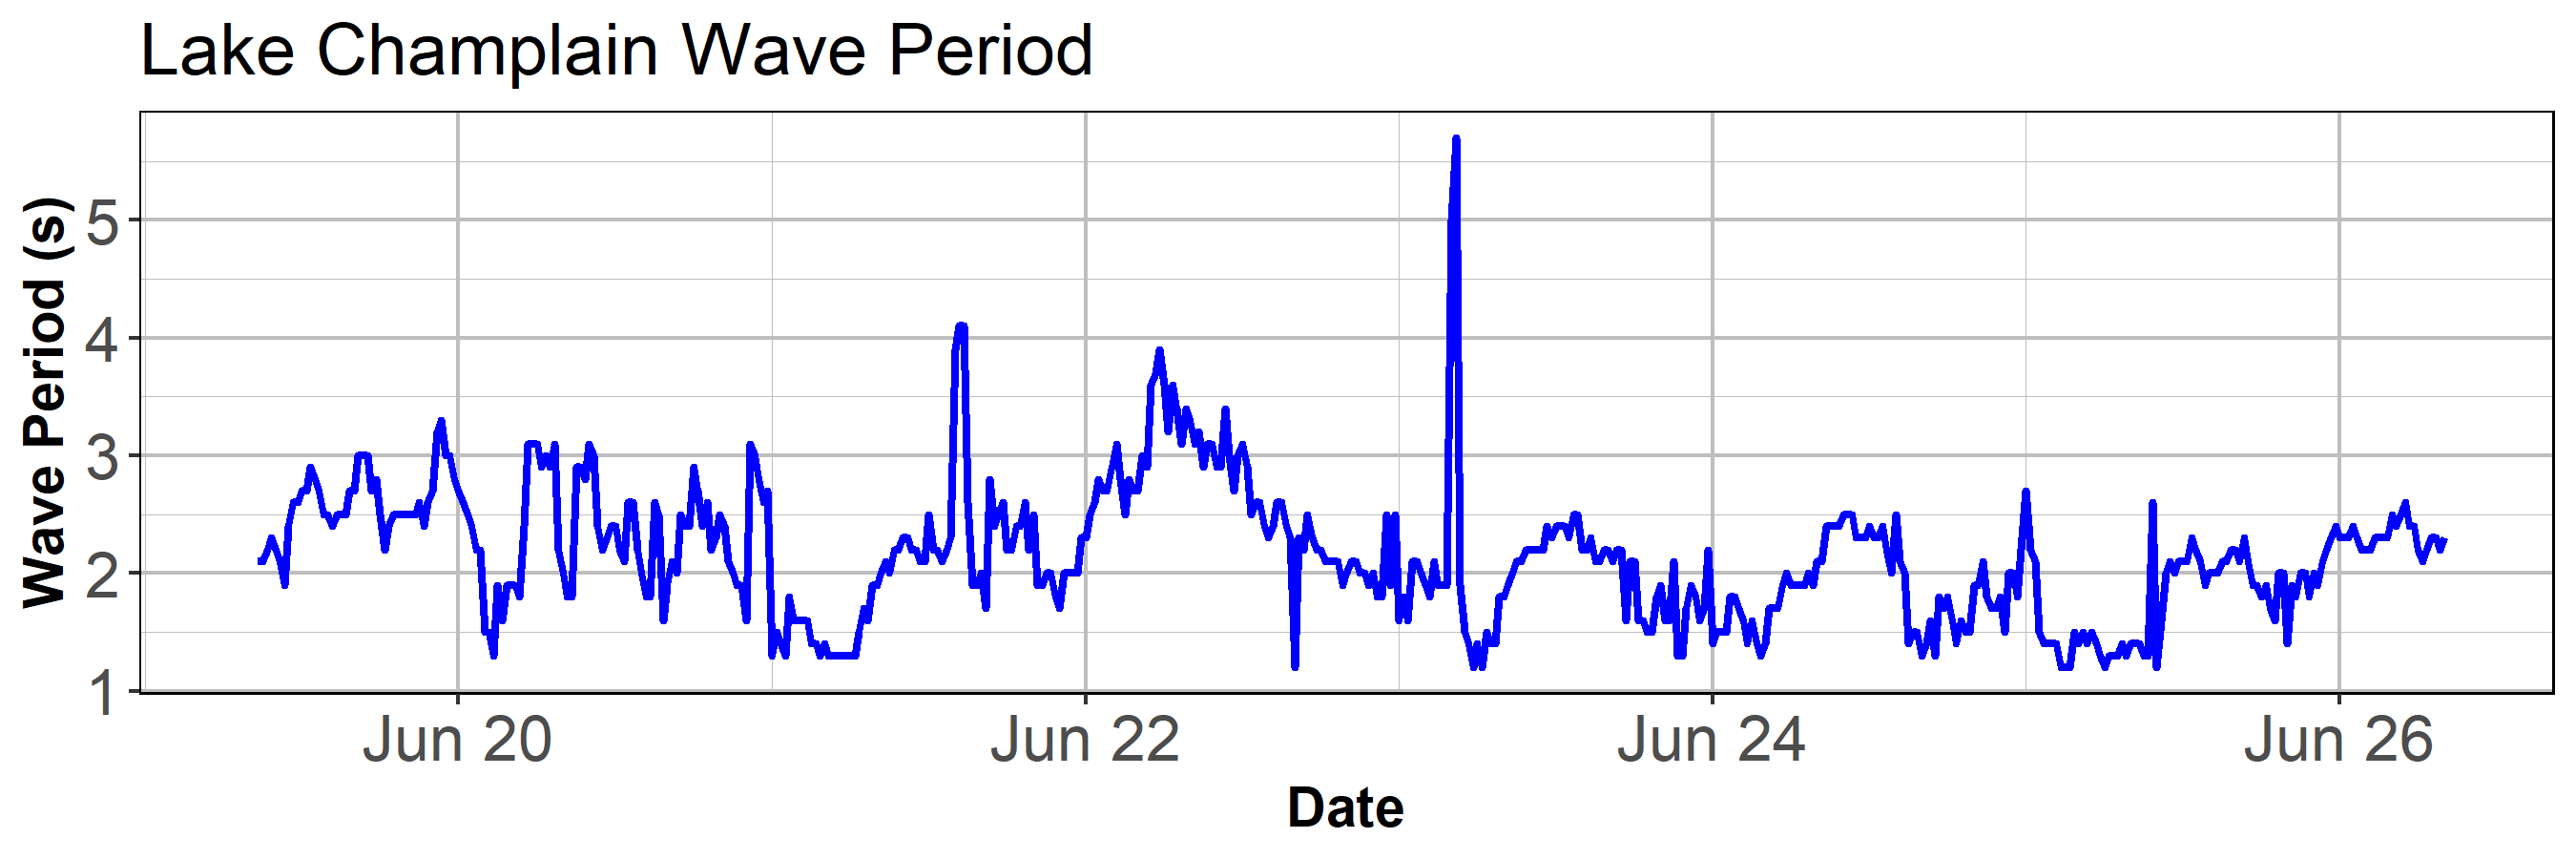 Lake Champlain Wave Period
Wave Period (s)
5
4
3
2
1
Jun 20
Jun 22
Jun 24
Jun 26
Date